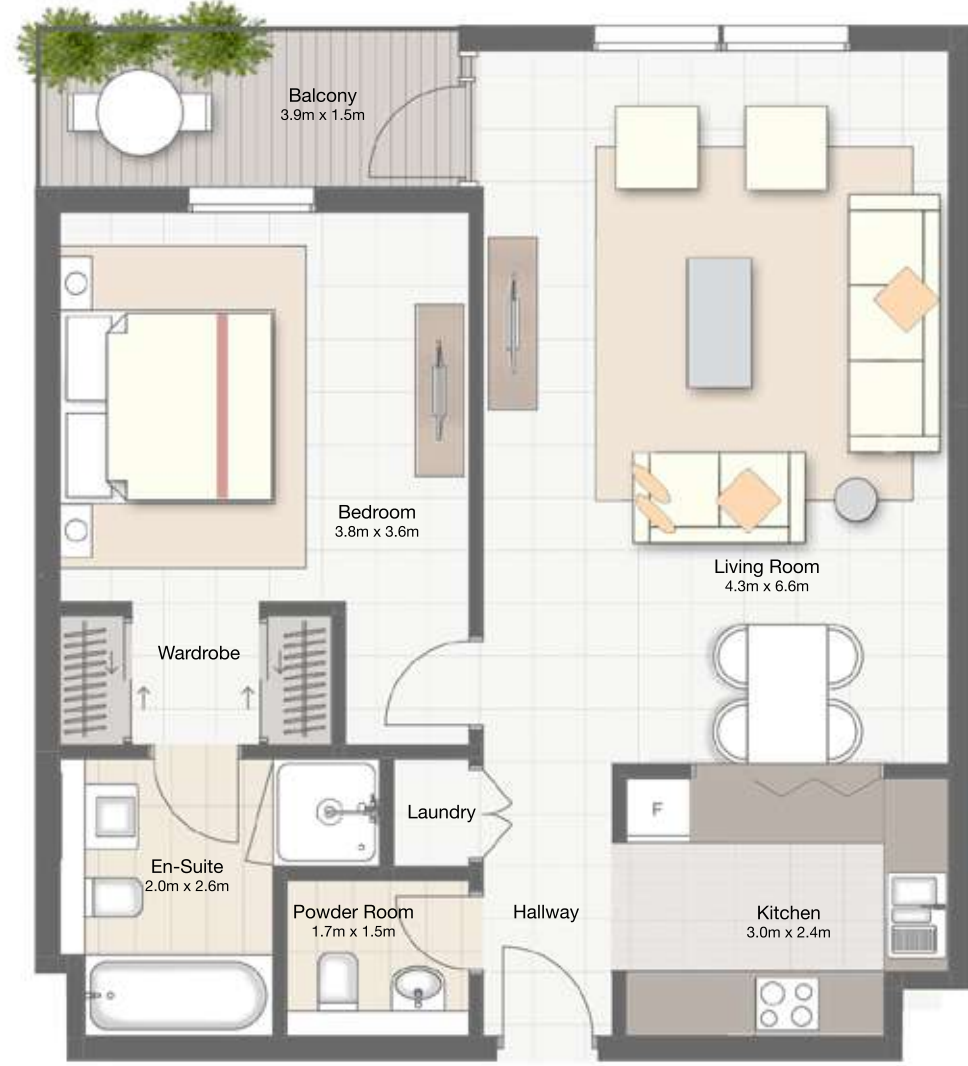 Balcony
3.9m x 1.5m
Bedroom
3.8m x 3.6m
Living Room
4.3m x 6.6m
Wardrobe
Laundry
F
En-Suite
2.0m x 2.6m
Powder Room
1.7m x 1.5m
Hallway
Kitchen
3.0m x 2.4m